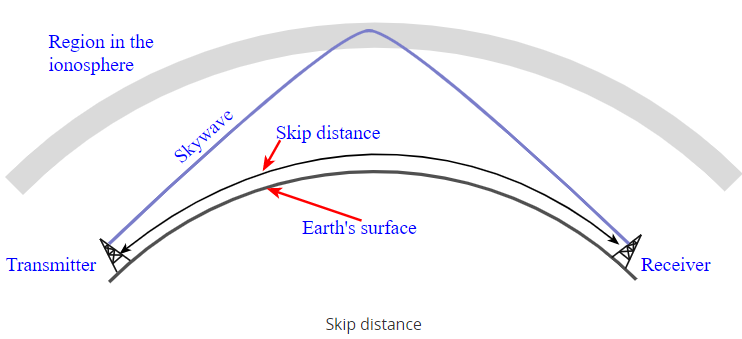 Region in the
ionosphere
Skywave
Skip distance
Earth's surface
Transmitter
Receiver
Skip distance